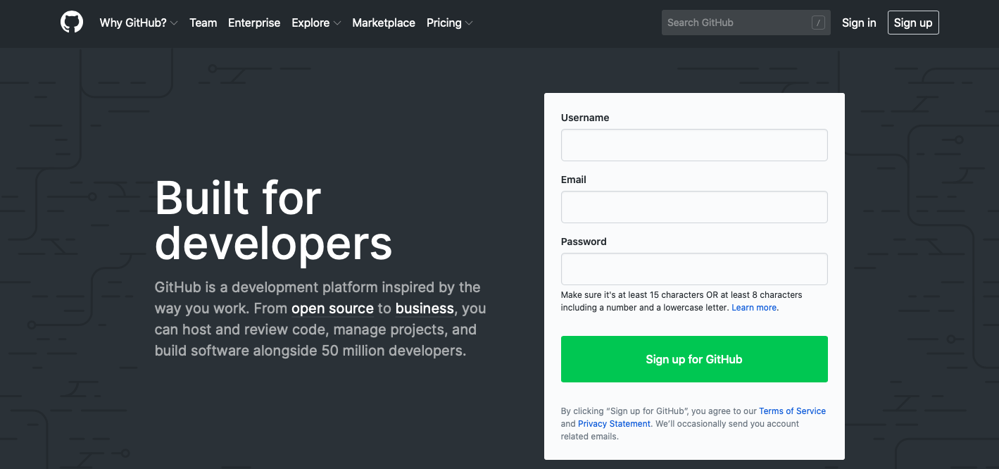 Why GitHub? Team Enterprise Explore Marketplace Pricing Search GitHub / Sign in Sign up
Built for
developers
GitHub is a development platform inspired by the
way you work. From open source to business, you
can host and review code, manage projects, and
build software alongside 50 million developers.
Username
Email
Password
Make sure it's at least 15 characters OR at least 8 characters
including a number and a lowercase letter. Learn more.
Sign up for GitHub
By clicking “Sign up for GitHub”, you agree to our Terms of Service
and Privacy Statement. We’ll occasionally send you account
related emails.